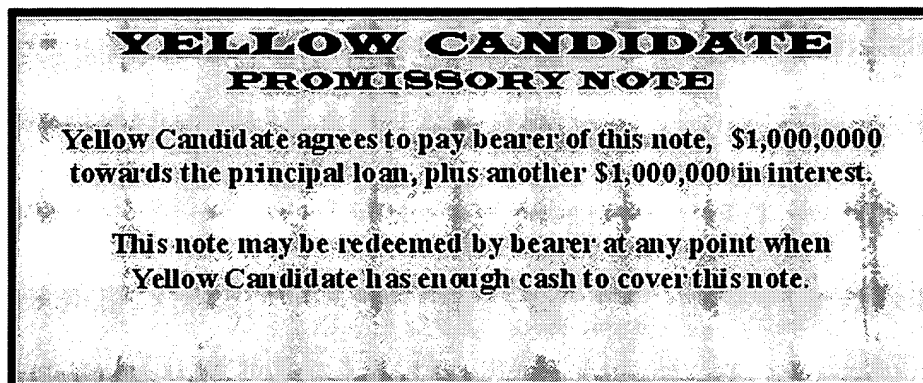 YELLOW CANDIDATE
PROMISSORY NOTE
Yellow Candidate agrees to pay bearer of this note, $1,000,0000
towards the principal loan, plus another $1,000,000 in interest.
This note may be redeemed by bearer at any point when
Yellow Candidate has enough cash to cover this note.